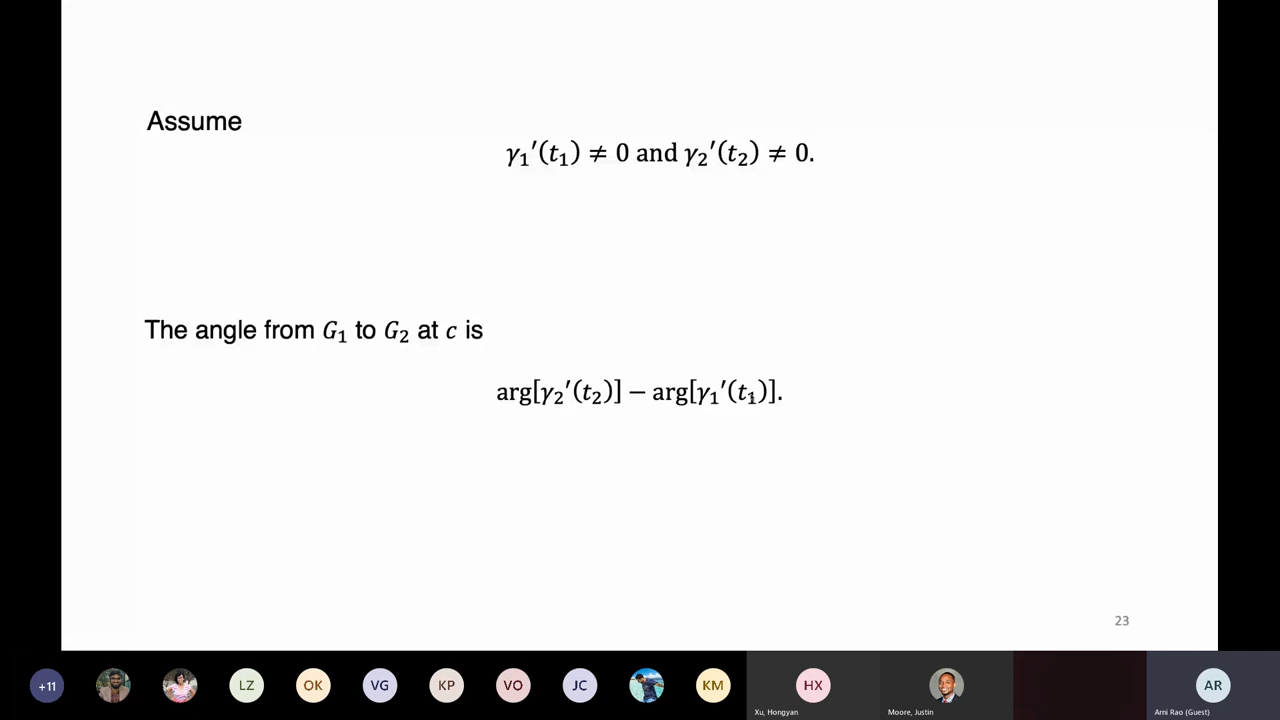 Assume
γ₁′(t₁) ≠ 0 and γ₂′(t₂) ≠ 0.
The angle from G₁ to G₂ at c is
arg[γ₂′(t₂)] − arg[γ₁′(t₁)].
23
+11
LZ
OK
VG
KP
VO
JC
KM
HX
AR
Xu, Hongyan
Moore, Justin
Arni Rao (Guest)